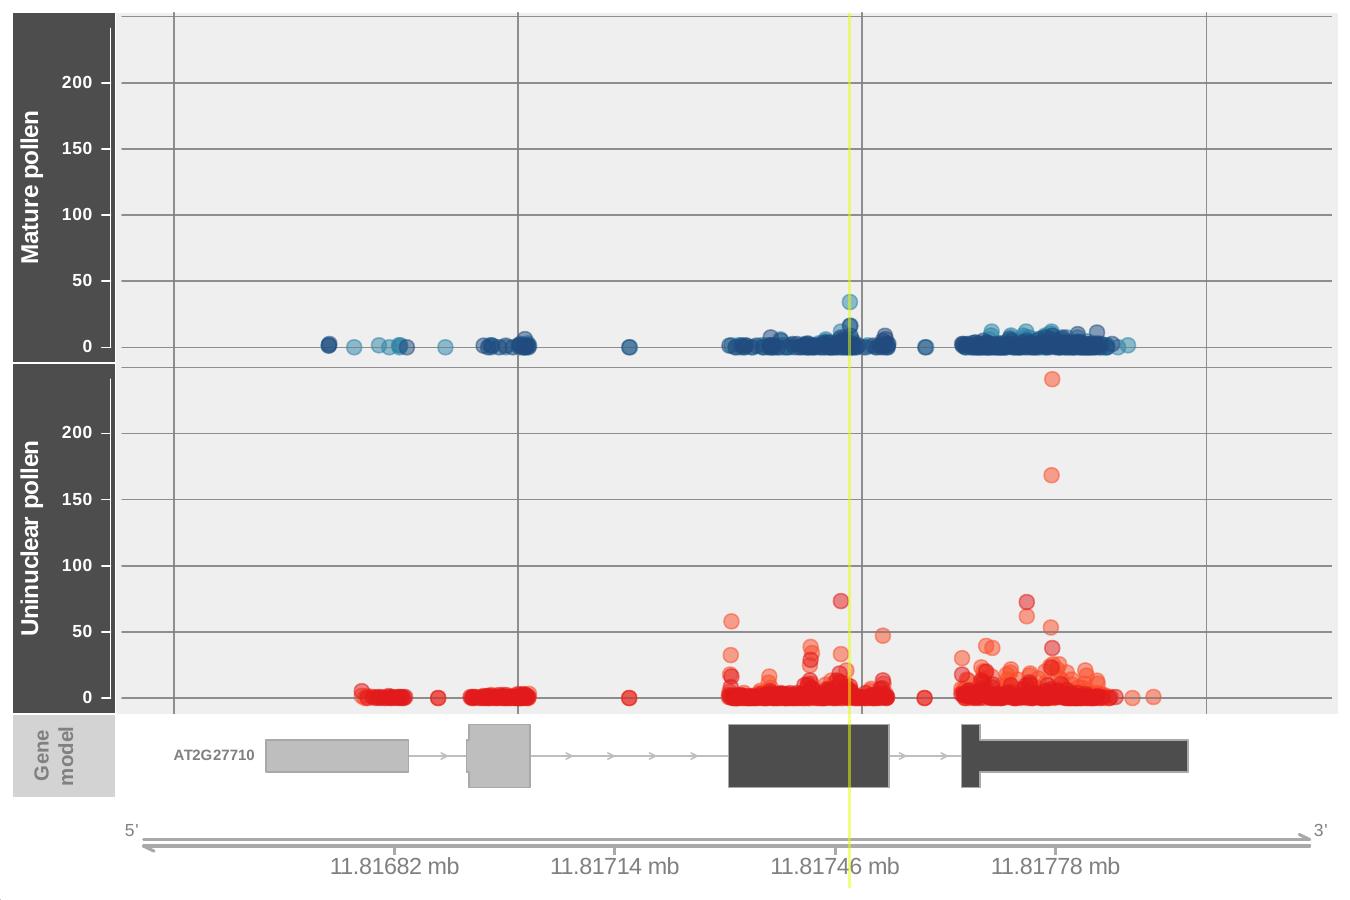 Mature pollen
200
150
100
50
0
Uninuclear pollen
200
150
100
50
0
Gene
model
AT2G27710
5'
3'
11.81682 mb
11.81714 mb
11.81746 mb
11.81778 mb